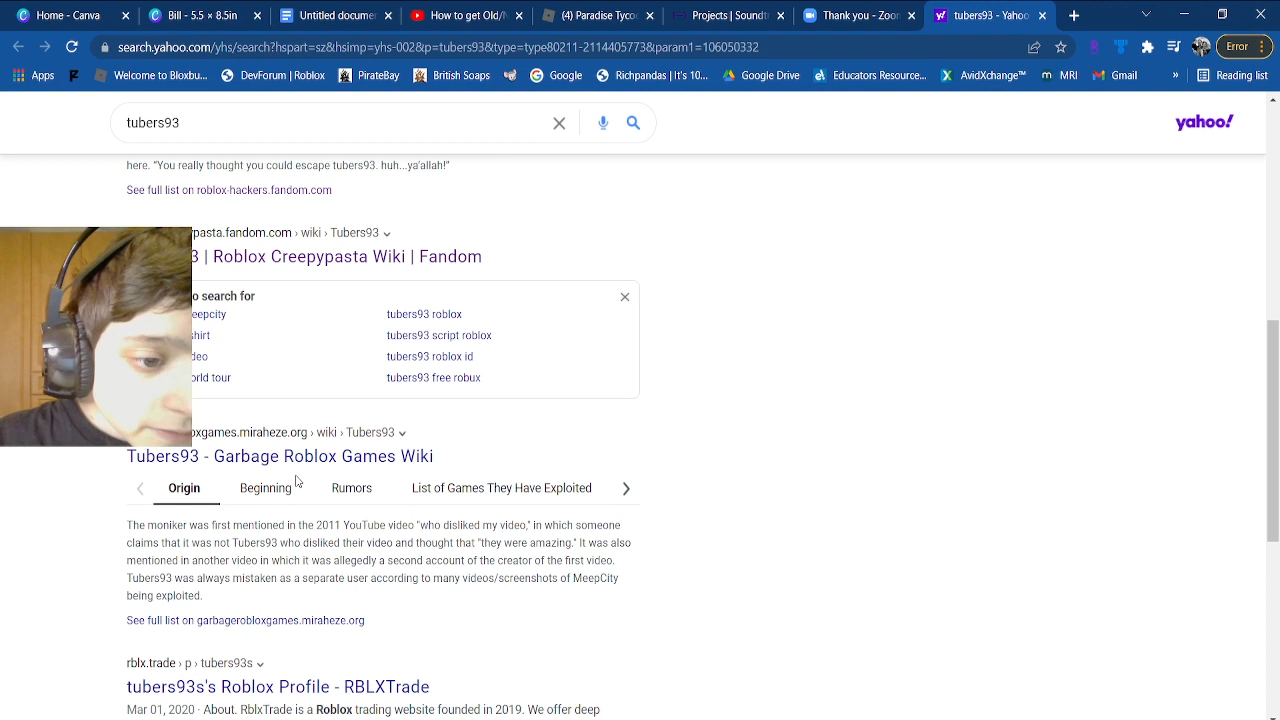 Home - Canva
Bill - 5.5 × 8.5in
Untitled documen
How to get Old/N
(4) Paradise Tyco
Projects | Soundt
Thank you - Zoon
tubers93 - Yahoo
search.yahoo.com/yhs/search?hspart=sz&hsimp=yhs-002&p=tubers93&type=type80211-2114405773&param1=106050332
Error
Apps
Welcome to Bloxbu...
DevForum | Roblox
PirateBay
British Soaps
Google
Richpandas | It's 10...
Google Drive
Educators Resource...
AvidXchange™
MRI
Gmail
»
Reading list
tubers93
yahoo!
here. "You really thought you could escape tubers93. huh...ya'allah!"
See full list on roblox-hackers.fandom.com
pasta.fandom.com › wiki › Tubers93
3 | Roblox Creepypasta Wiki | Fandom
o search for
eepcity
tubers93 roblox
hirt
tubers93 script roblox
deo
tubers93 roblox id
orld tour
tubers93 free robux
oxgames.miraheze.org › wiki › Tubers93
Tubers93 - Garbage Roblox Games Wiki
Origin
Beginning
Rumors
List of Games They Have Exploited
The moniker was first mentioned in the 2011 YouTube video "who disliked my video," in which someone
claims that it was not Tubers93 who disliked their video and thought that "they were amazing." It was also
mentioned in another video in which it was allegedly a second account of the creator of the first video.
Tubers93 was always mistaken as a separate user according to many videos/screenshots of MeepCity
being exploited.
See full list on garbagerobloxgames.miraheze.org
rblx.trade › p › tubers93s
tubers93s's Roblox Profile - RBLXTrade
Mar 01, 2020 · About. RblxTrade is a Roblox trading website founded in 2019. We offer deep